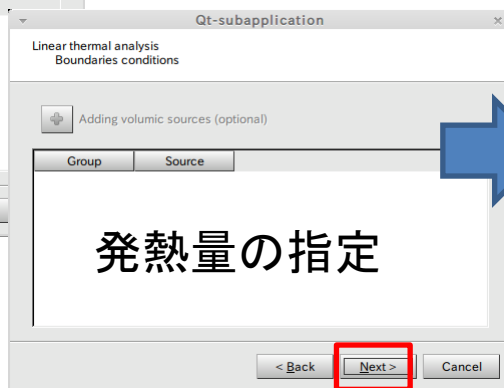 Qt-subapplication
Linear thermal analysis
Boundaries conditions
Adding volumic sources (optional)
Group Source
発熱量の指定
< Back Next > Cancel